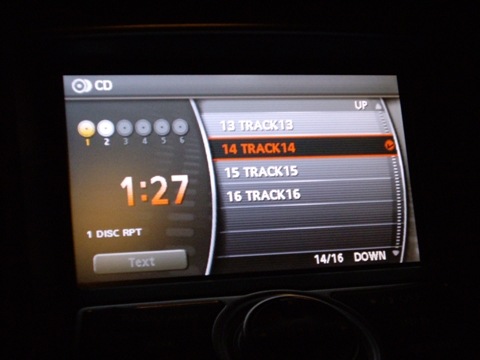 CD
UP
1 2 3 4 5 6
13 TRACK13
14 TRACK14
15 TRACK15
16 TRACK16
1:27
1 DISC RPT
Text
14/16 DOWN